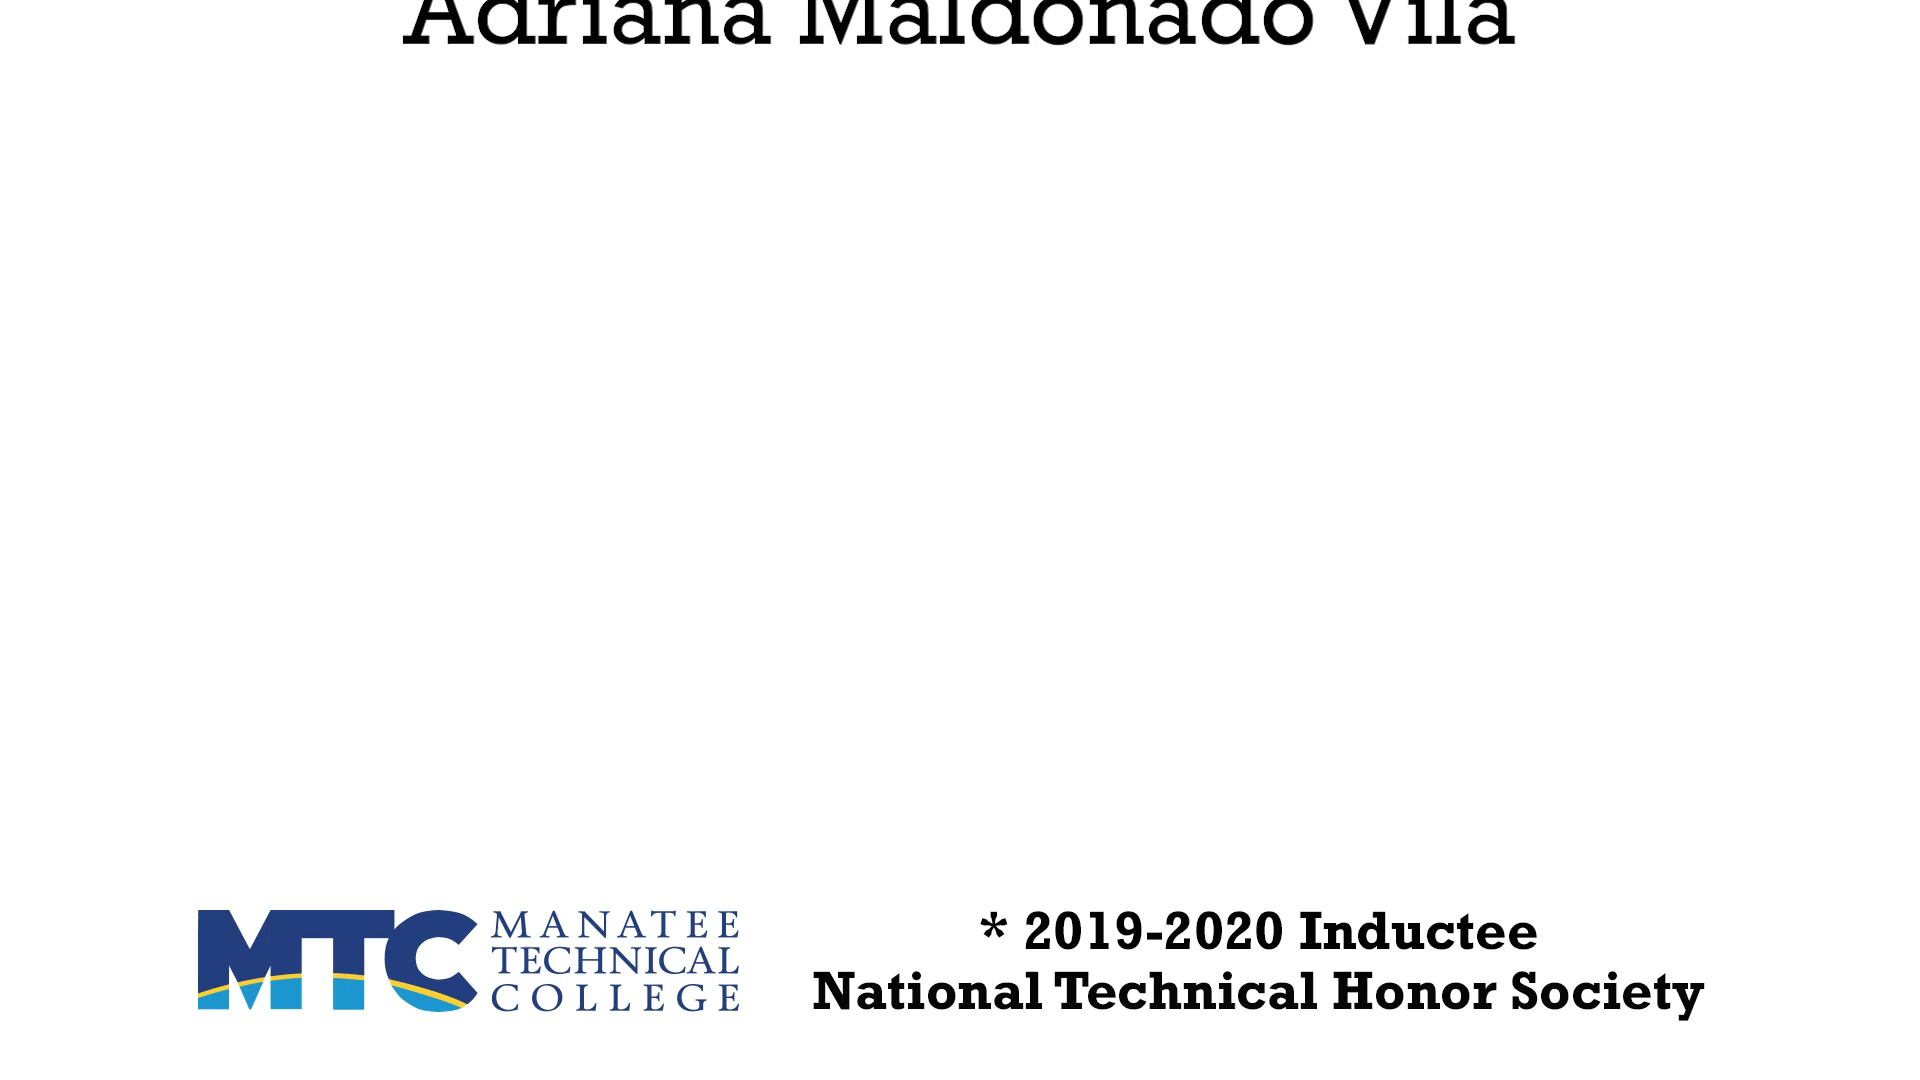 Adriana Maldonado Vila
MTC
MANATEE
TECHNICAL
COLLEGE
* 2019-2020 Inductee
National Technical Honor Society